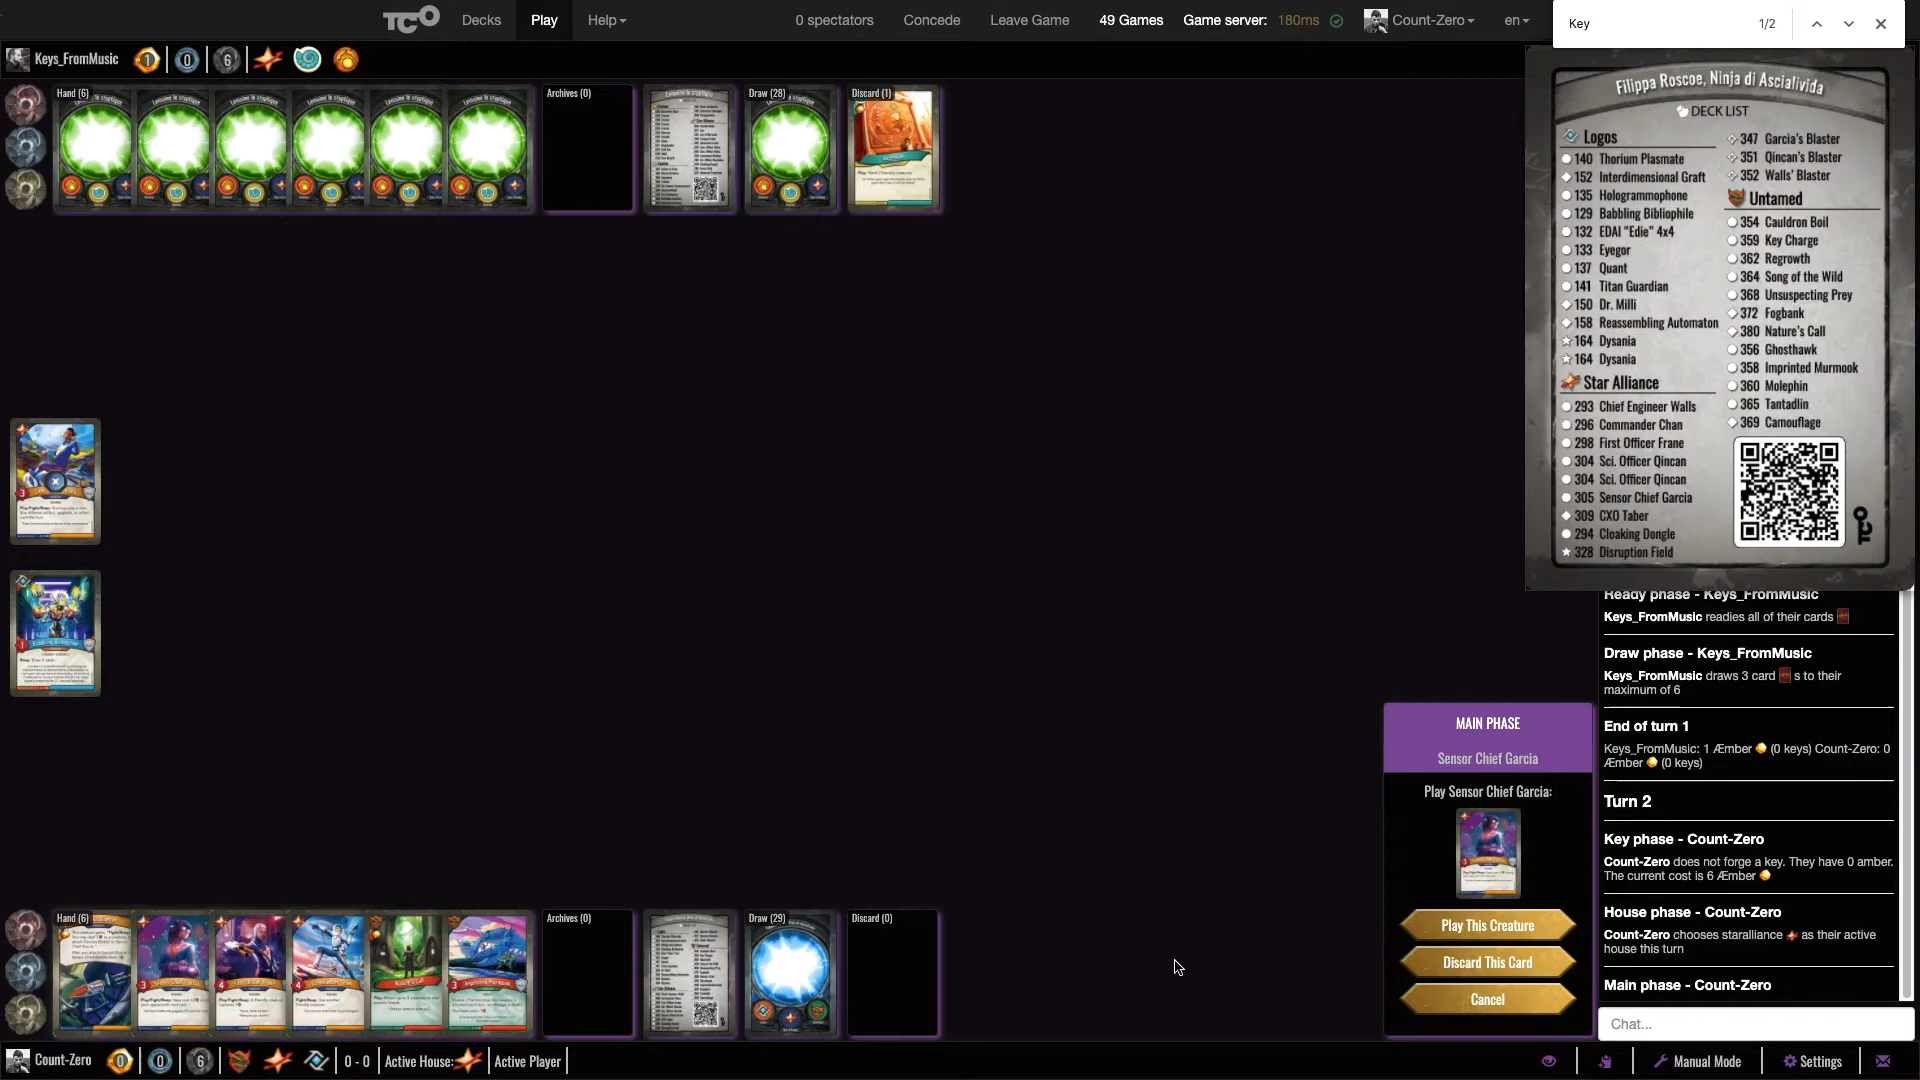 TCO
Decks
Play
Help
0 spectators
Concede
Leave Game
49 Games
Game server:
180ms
Count-Zero
en
Key
1/2
Keys_FromMusic
1
0
6
Hand (6)
Archives (0)
Draw (28)
Discard (1)
Filippa Roscoe, Ninja di Ascialivida
DECK LIST
Logos
140 Thorium Plasmate
152 Interdimensional Graft
135 Hologrammophone
129 Babbling Bibliophile
132 EDAI "Edie" 4x4
133 Eyegor
137 Quant
141 Titan Guardian
150 Dr. Milli
158 Reassembling Automaton
164 Dysania
164 Dysania
Star Alliance
293 Chief Engineer Walls
296 Commander Chan
298 First Officer Frane
304 Sci. Officer Qincan
304 Sci. Officer Qincan
305 Sensor Chief Garcia
309 CXO Taber
294 Cloaking Dongle
328 Disruption Field
347 Garcia's Blaster
351 Qincan's Blaster
352 Walls' Blaster
Untamed
354 Cauldron Boil
359 Key Charge
362 Regrowth
364 Song of the Wild
368 Unsuspecting Prey
372 Fogbank
380 Nature's Call
356 Ghosthawk
358 Imprinted Murmook
360 Molephin
365 Tantadlin
369 Camouflage
TCO
3
1
Ready phase - Keys_FromMusic
Keys_FromMusic readies all of their cards
Draw phase - Keys_FromMusic
Keys_FromMusic draws 3 card s to their
maximum of 6
End of turn 1
Keys_FromMusic: 1 Æmber (0 keys) Count-Zero: 0
Æmber (0 keys)
Turn 2
Key phase - Count-Zero
Count-Zero does not forge a key. They have 0 amber.
The current cost is 6 Æmber
House phase - Count-Zero
Count-Zero chooses staralliance as their active
house this turn
Main phase - Count-Zero
Chat...
MAIN PHASE
Sensor Chief Garcia
Play Sensor Chief Garcia:
3
Play This Creature
Discard This Card
Cancel
Hand (6)
3
4
4
3
Archives (0)
Draw (29)
Discard (0)
Count-Zero
0
0
6
0 - 0
Active House:
Active Player
Manual Mode
Settings